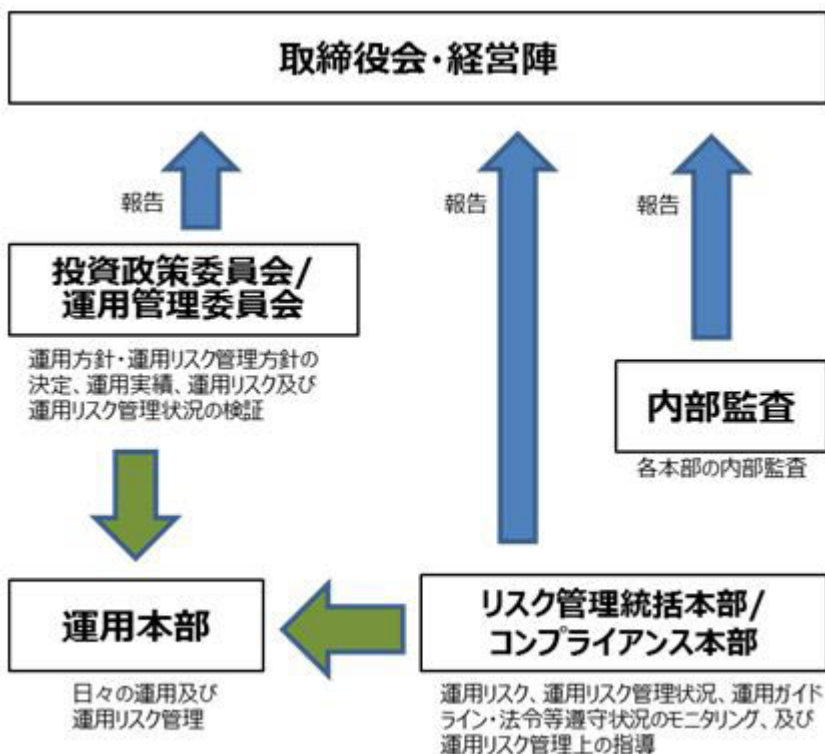 取締役会・経営陣
報告
報告
報告
投資政策委員会/
運用管理委員会
運用方針・運用リスク管理方針の
決定、運用実績、運用リスク及び
運用リスク管理状況の検証
内部監査
各本部の内部監査
運用本部
日々の運用及び
運用リスク管理
リスク管理統括本部/
コンプライアンス本部
運用リスク、運用リスク管理状況、運用ガイド
ライン・法令等遵守状況のモニタリング、及び
運用リスク管理上の指導